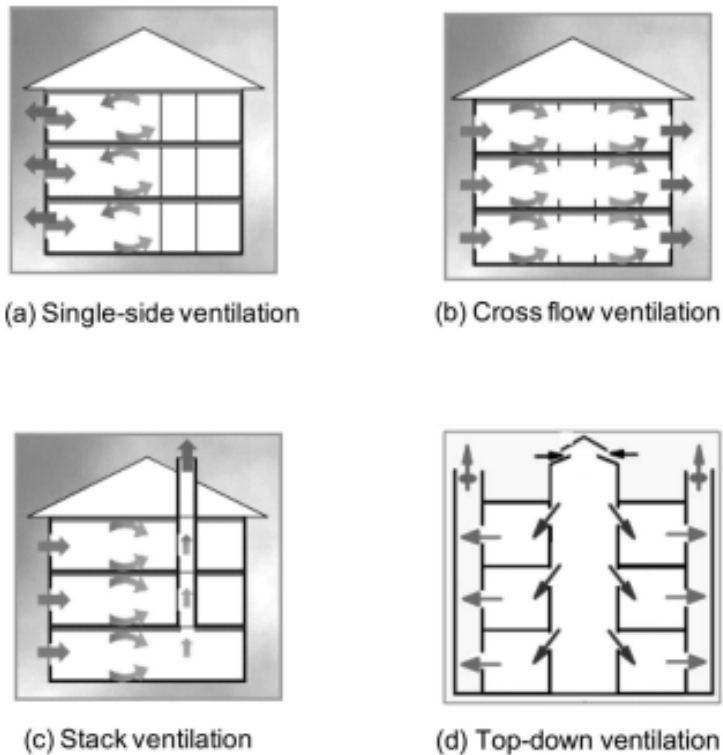 (a) Single-side ventilation
(b) Cross flow ventilation
(c) Stack ventilation
(d) Top-down ventilation